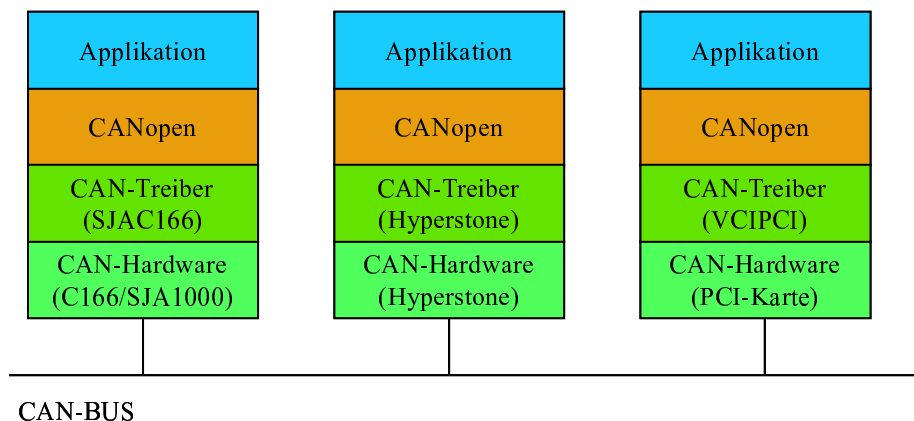 Applikation
CANopen
CAN-Treiber
(SJAC166)
CAN-Hardware
(C166/SJA1000)
Applikation
CANopen
CAN-Treiber
(Hyperstone)
CAN-Hardware
(Hyperstone)
Applikation
CANopen
CAN-Treiber
(VCIPCI)
CAN-Hardware
(PCI-Karte)
CAN-BUS